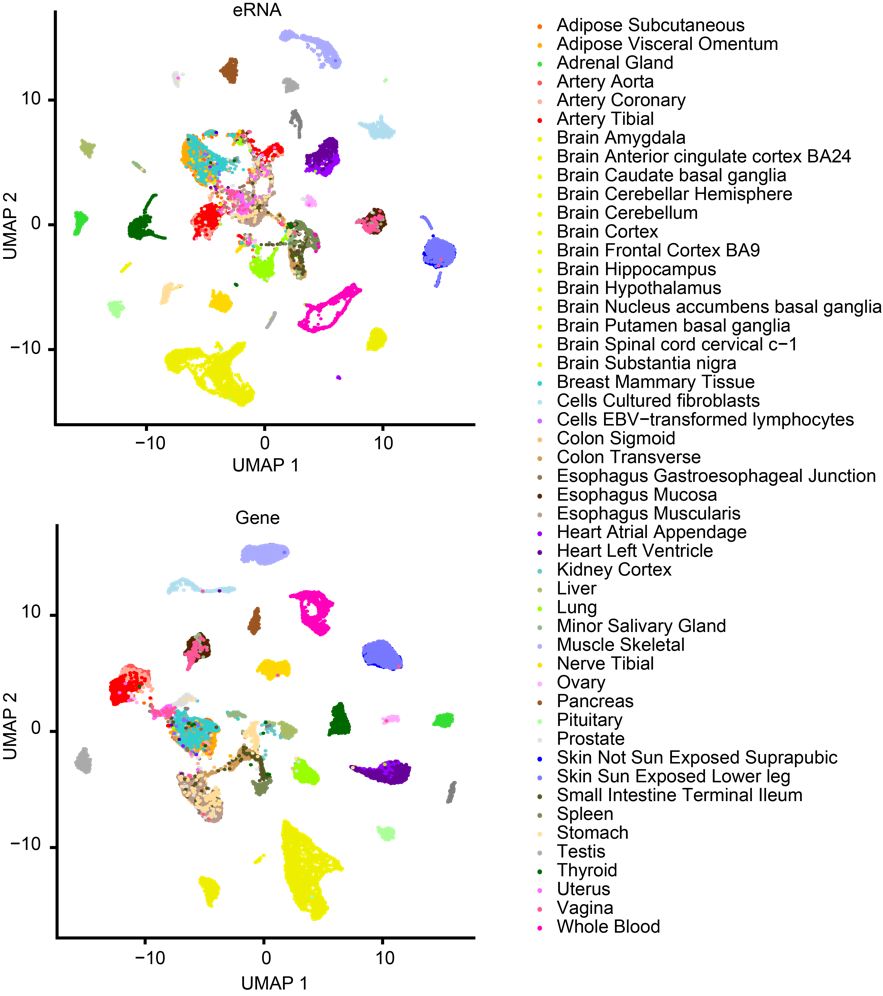 eRNA
10
0
−10
UMAP 2
−10
0
10
UMAP 1
Gene
10
0
−10
UMAP 2
−10
0
10
UMAP 1
Adipose Subcutaneous
Adipose Visceral Omentum
Adrenal Gland
Artery Aorta
Artery Coronary
Artery Tibial
Brain Amygdala
Brain Anterior cingulate cortex BA24
Brain Caudate basal ganglia
Brain Cerebellar Hemisphere
Brain Cerebellum
Brain Cortex
Brain Frontal Cortex BA9
Brain Hippocampus
Brain Hypothalamus
Brain Nucleus accumbens basal ganglia
Brain Putamen basal ganglia
Brain Spinal cord cervical c−1
Brain Substantia nigra
Breast Mammary Tissue
Cells Cultured fibroblasts
Cells EBV−transformed lymphocytes
Colon Sigmoid
Colon Transverse
Esophagus Gastroesophageal Junction
Esophagus Mucosa
Esophagus Muscularis
Heart Atrial Appendage
Heart Left Ventricle
Kidney Cortex
Liver
Lung
Minor Salivary Gland
Muscle Skeletal
Nerve Tibial
Ovary
Pancreas
Pituitary
Prostate
Skin Not Sun Exposed Suprapubic
Skin Sun Exposed Lower leg
Small Intestine Terminal Ileum
Spleen
Stomach
Testis
Thyroid
Uterus
Vagina
Whole Blood